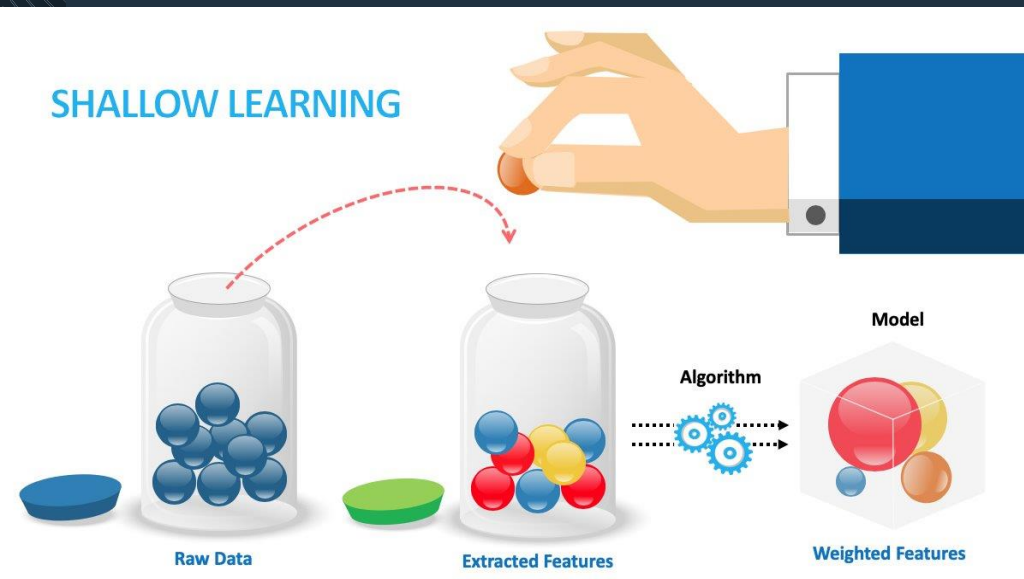 SHALLOW LEARNING
Model
Algorithm
Raw Data
Extracted Features
Weighted Features